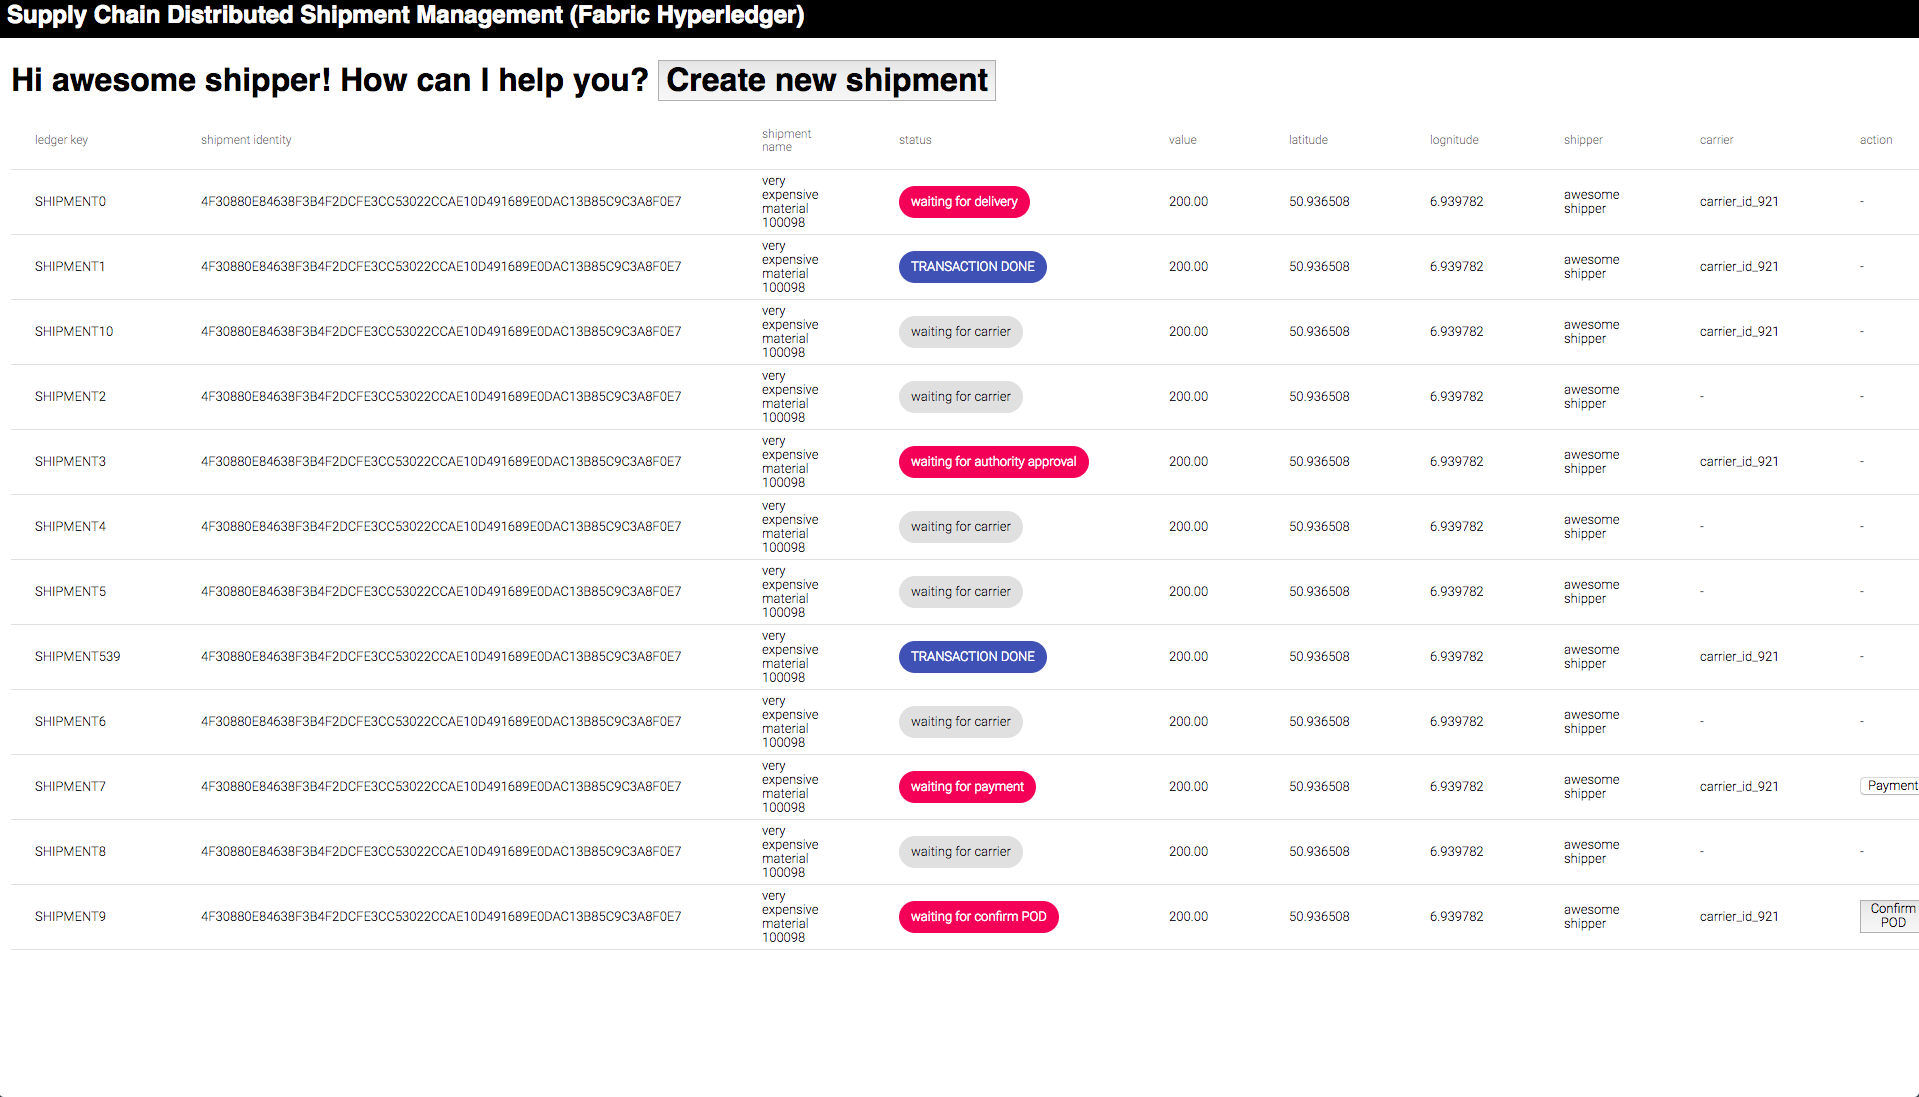 Supply Chain Distributed Shipment Management (Fabric Hyperledger)
Hi awesome shipper! How can I help you? Create new shipment
ledger key shipment identity shipment name status value latitude lognitude shipper carrier action
SHIPMENT0 4F30880E84638F3B4F2DCFE3CC53022CCAE10D491689E0DAC13B85C9C3A8F0E7 very expensive material 100098 waiting for delivery 200.00 50.936508 6.939782 awesome shipper carrier_id_921 -
SHIPMENT1 4F30880E84638F3B4F2DCFE3CC53022CCAE10D491689E0DAC13B85C9C3A8F0E7 very expensive material 100098 TRANSACTION DONE 200.00 50.936508 6.939782 awesome shipper carrier_id_921 -
SHIPMENT10 4F30880E84638F3B4F2DCFE3CC53022CCAE10D491689E0DAC13B85C9C3A8F0E7 very expensive material 100098 waiting for carrier 200.00 50.936508 6.939782 awesome shipper carrier_id_921 -
SHIPMENT2 4F30880E84638F3B4F2DCFE3CC53022CCAE10D491689E0DAC13B85C9C3A8F0E7 very expensive material 100098 waiting for carrier 200.00 50.936508 6.939782 awesome shipper - -
SHIPMENT3 4F30880E84638F3B4F2DCFE3CC53022CCAE10D491689E0DAC13B85C9C3A8F0E7 very expensive material 100098 waiting for authority approval 200.00 50.936508 6.939782 awesome shipper carrier_id_921 -
SHIPMENT4 4F30880E84638F3B4F2DCFE3CC53022CCAE10D491689E0DAC13B85C9C3A8F0E7 very expensive material 100098 waiting for carrier 200.00 50.936508 6.939782 awesome shipper - -
SHIPMENT5 4F30880E84638F3B4F2DCFE3CC53022CCAE10D491689E0DAC13B85C9C3A8F0E7 very expensive material 100098 waiting for carrier 200.00 50.936508 6.939782 awesome shipper - -
SHIPMENT539 4F30880E84638F3B4F2DCFE3CC53022CCAE10D491689E0DAC13B85C9C3A8F0E7 very expensive material 100098 TRANSACTION DONE 200.00 50.936508 6.939782 awesome shipper carrier_id_921 -
SHIPMENT6 4F30880E84638F3B4F2DCFE3CC53022CCAE10D491689E0DAC13B85C9C3A8F0E7 very expensive material 100098 waiting for carrier 200.00 50.936508 6.939782 awesome shipper - -
SHIPMENT7 4F30880E84638F3B4F2DCFE3CC53022CCAE10D491689E0DAC13B85C9C3A8F0E7 very expensive material 100098 waiting for payment 200.00 50.936508 6.939782 awesome shipper carrier_id_921 Payment
SHIPMENT8 4F30880E84638F3B4F2DCFE3CC53022CCAE10D491689E0DAC13B85C9C3A8F0E7 very expensive material 100098 waiting for carrier 200.00 50.936508 6.939782 awesome shipper - -
SHIPMENT9 4F30880E84638F3B4F2DCFE3CC53022CCAE10D491689E0DAC13B85C9C3A8F0E7 very expensive material 100098 waiting for confirm POD 200.00 50.936508 6.939782 awesome shipper carrier_id_921 Confirm POD